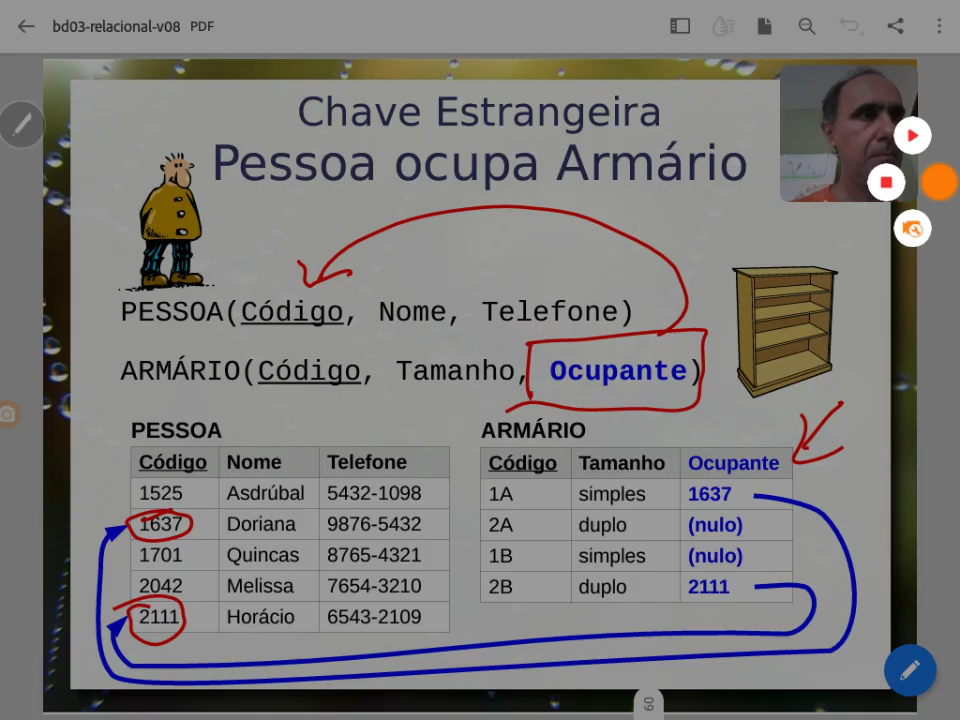 bd03-relacional-v08 PDF
Chave Estrangeira
Pessoa ocupa Armário
PESSOA(Código, Nome, Telefone)
ARMÁRIO(Código, Tamanho, Ocupante)
PESSOA
Código Nome Telefone
1525 Asdrúbal 5432-1098
1637 Doriana 9876-5432
1701 Quincas 8765-4321
2042 Melissa 7654-3210
2111 Horácio 6543-2109
ARMÁRIO
Código Tamanho Ocupante
1A simples 1637
2A duplo (nulo)
1B simples (nulo)
2B duplo 2111
60